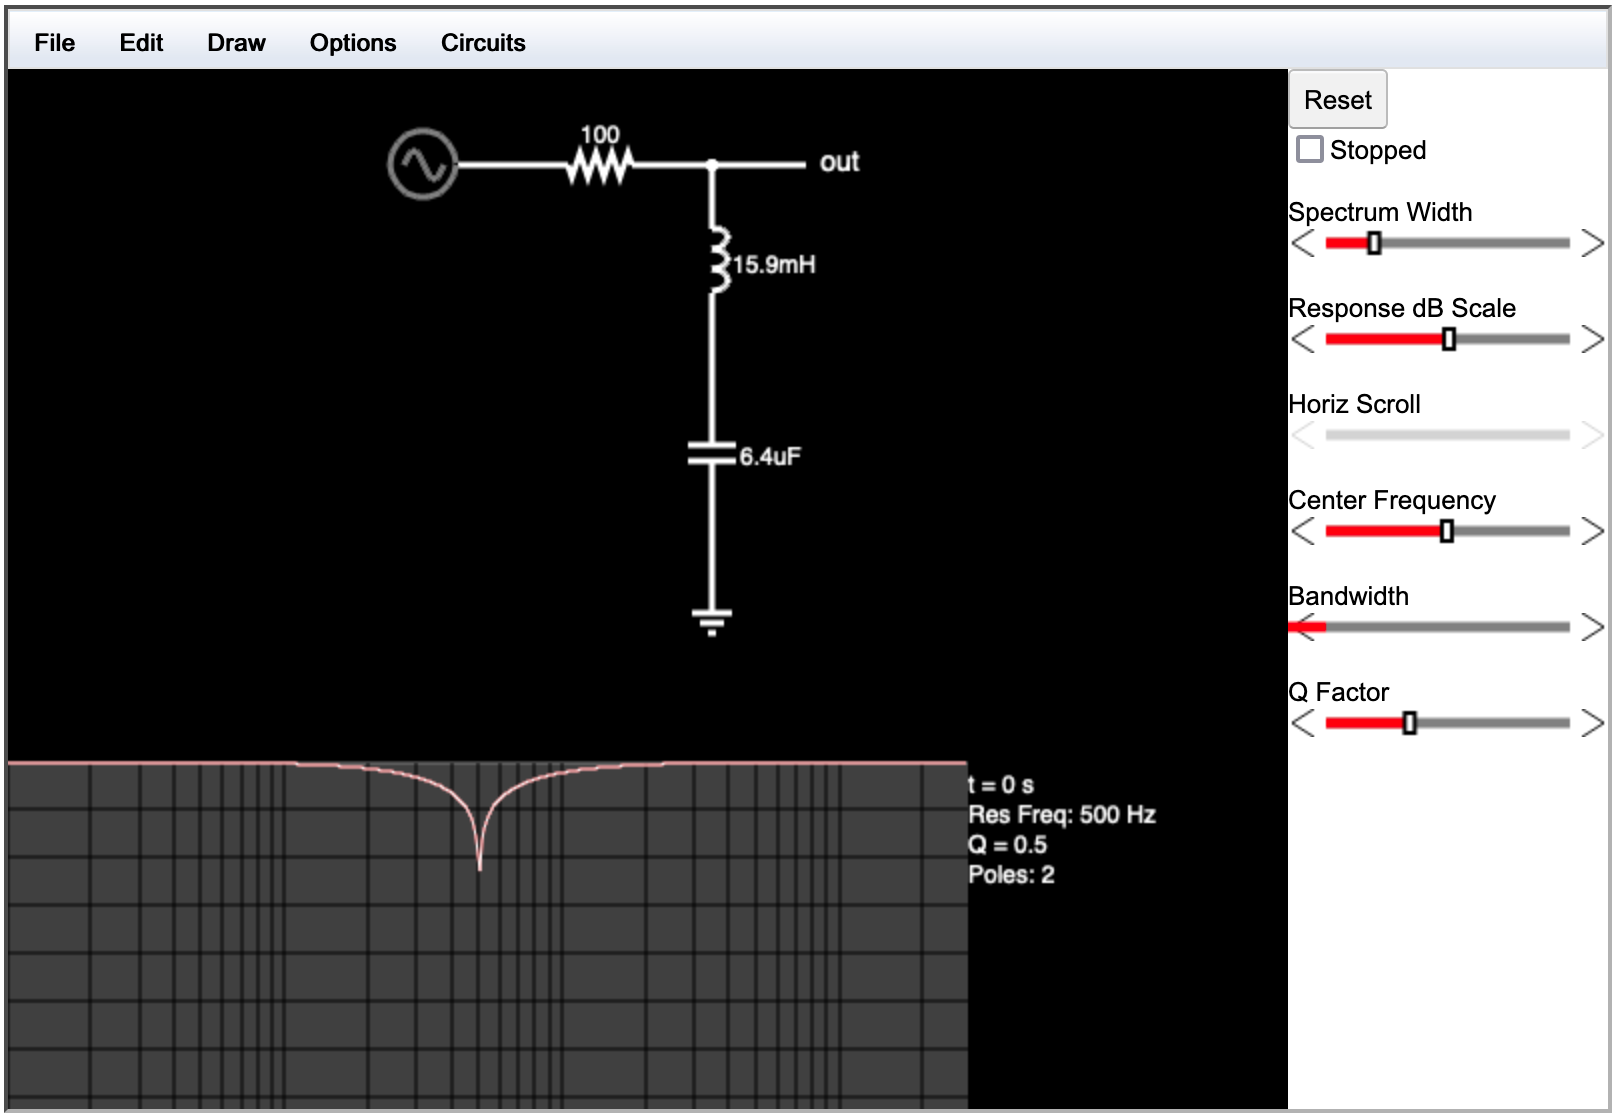 File Edit Draw Options Circuits
Reset
Stopped
Spectrum Width
Response dB Scale
Horiz Scroll
Center Frequency
Bandwidth
Q Factor
100
out
15.9mH
6.4uF
t = 0 s
Res Freq: 500 Hz
Q = 0.5
Poles: 2